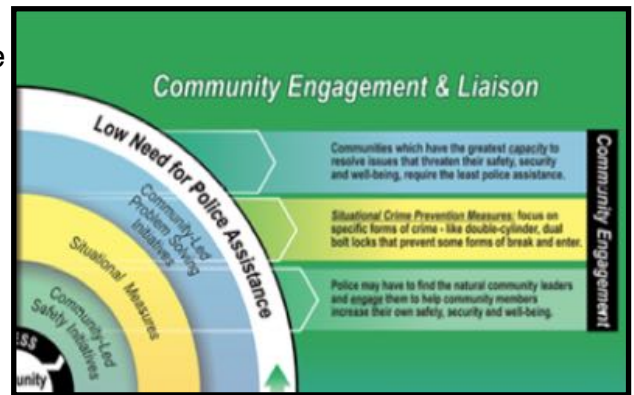 e
Community Engagement & Liaison
Low Need for Police Assistance
Communities which have the greatest capacity to
resolve issues that threaten their safety, security
and well-being, require the least police assistance.
Community-Led
Problem Solving
Initiatives
Situational Crime Prevention Measures: focus on
specific forms of crime - like double-cylinder, dual
bolt locks that prevent some forms of break and enter.
Situational Measures
Police may have to find the natural community leaders
and engage them to help community members
increase their own safety, security and well-being.
Community-Led
Safety Initiatives
Community Engagement
ESS
unity